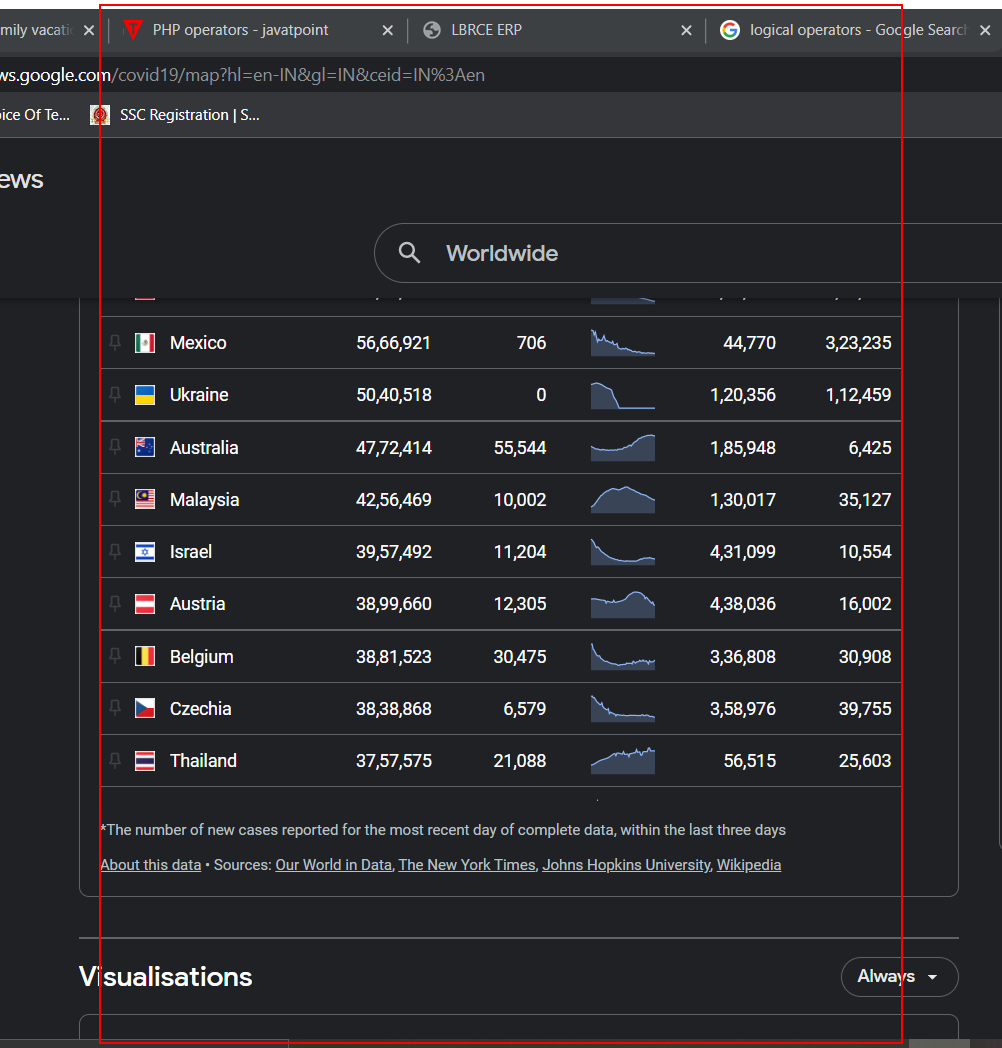 mily vacati PHP operators - javatpoint LBRCE ERP logical operators - Google Search
ws.google.com/covid19/map?hl=en-IN&gl=IN&ceid=IN%3Aen
ice Of Te... SSC Registration | S...
ews
Worldwide
Mexico 56,66,921 706 44,770 3,23,235
Ukraine 50,40,518 0 1,20,356 1,12,459
Australia 47,72,414 55,544 1,85,948 6,425
Malaysia 42,56,469 10,002 1,30,017 35,127
Israel 39,57,492 11,204 4,31,099 10,554
Austria 38,99,660 12,305 4,38,036 16,002
Belgium 38,81,523 30,475 3,36,808 30,908
Czechia 38,38,868 6,579 3,58,976 39,755
Thailand 37,57,575 21,088 56,515 25,603
*The number of new cases reported for the most recent day of complete data, within the last three days
About this data • Sources: Our World in Data, The New York Times, Johns Hopkins University, Wikipedia
Visualisations Always